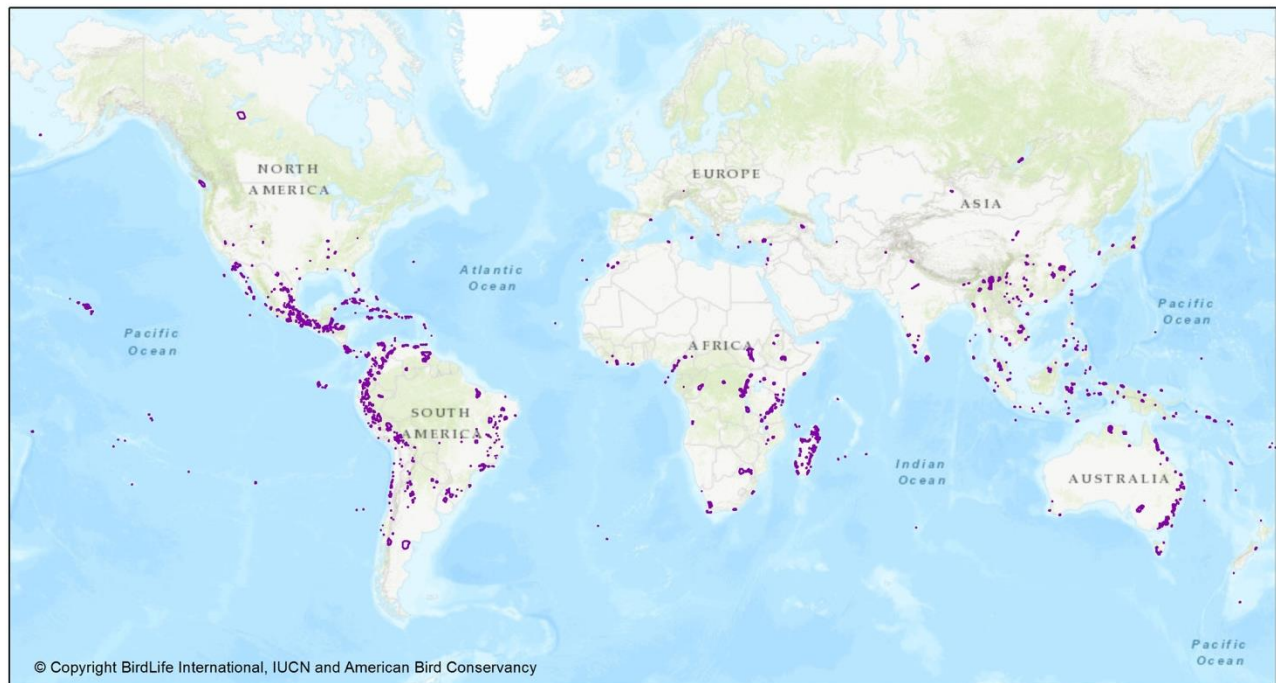 NORTH
AMERICA
EUROPE
ASIA
Atlantic
Ocean
Pacific
Ocean
Pacific
Ocean
AFRICA
SOUTH
AMERICA
Indian
Ocean
AUSTRALIA
Pacific
Ocean
© Copyright BirdLife International, IUCN and American Bird Conservancy